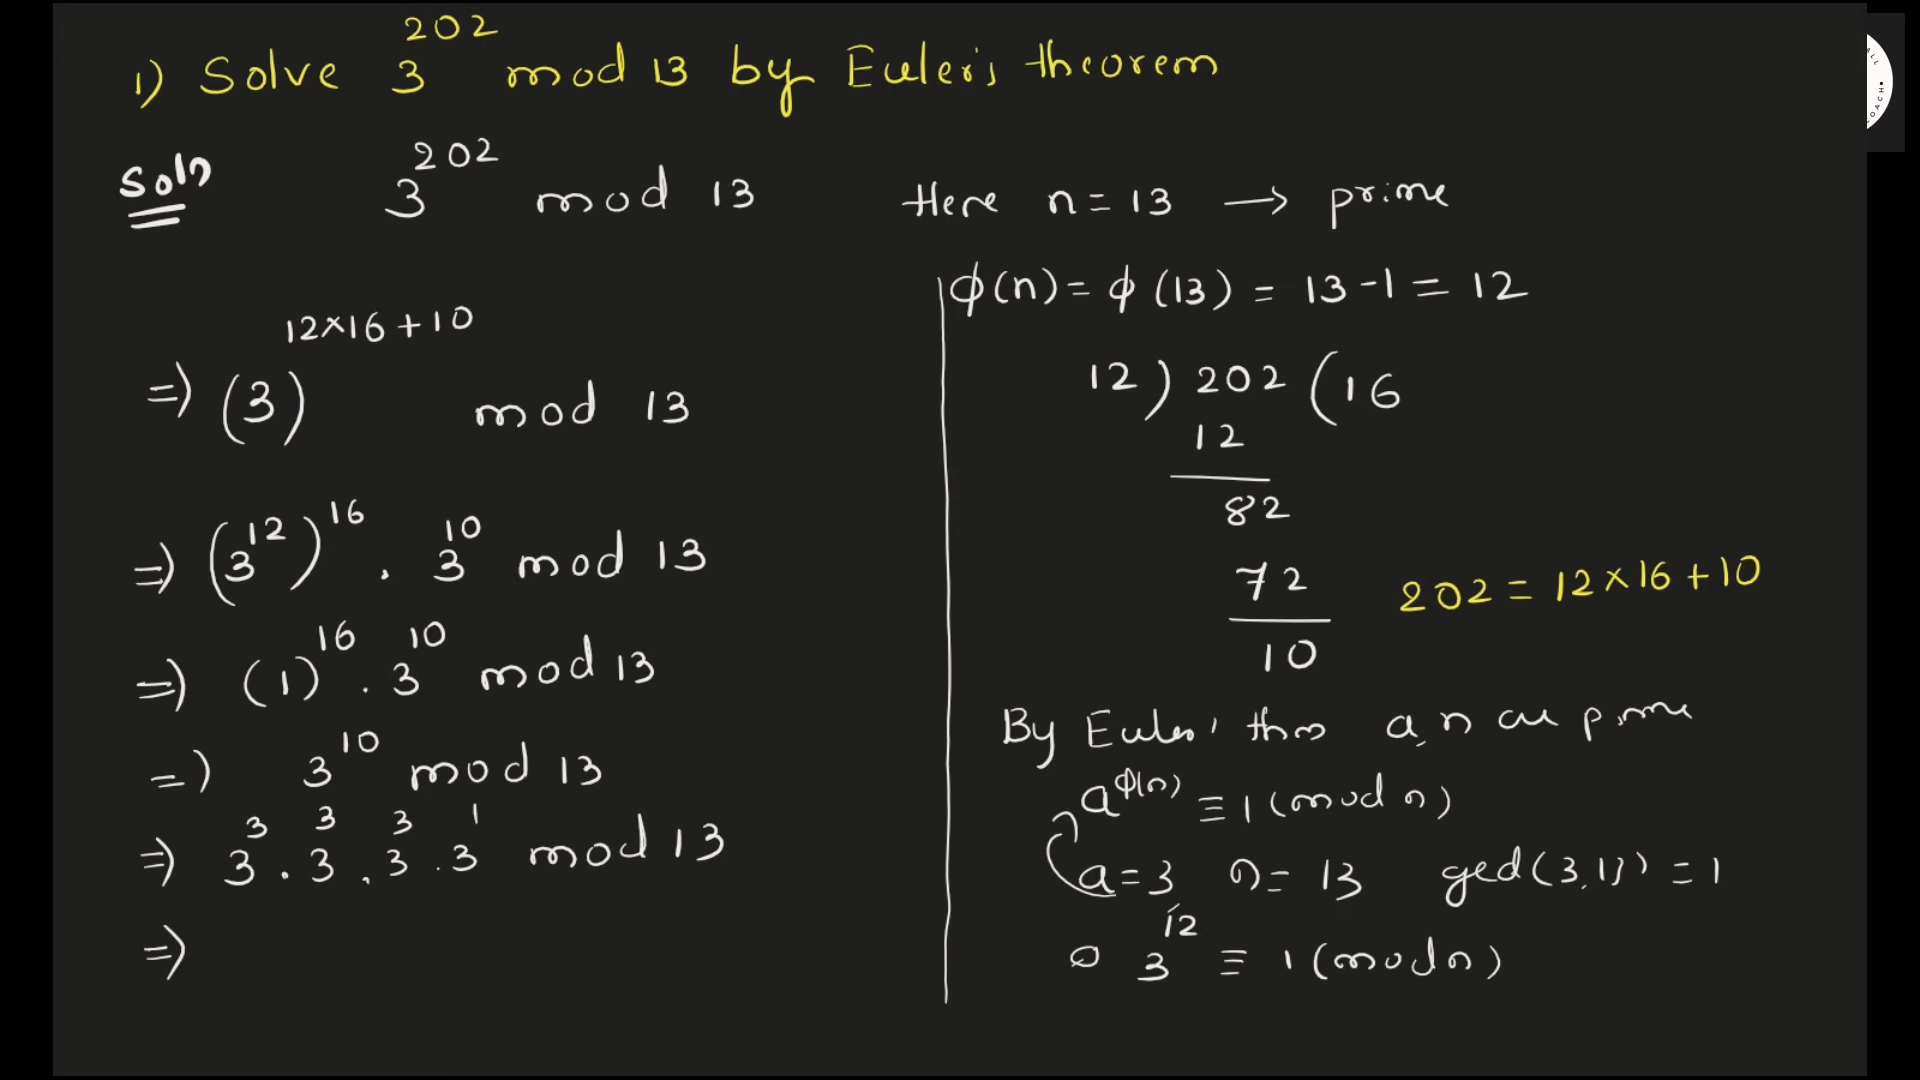 1) Solve 3^202 mod 13 by Euler's theorem
Soln 3^202 mod 13
Here n = 13 → prime
⇒ (3)^12×16+10 mod 13
⇒ (3^12)^16 . 3^10 mod 13
⇒ (1)^16 . 3^10 mod 13
⇒ 3^10 mod 13
⇒ 3^3 . 3^3 . 3^3 . 3^1 mod 13
⇒
ϕ(n) = ϕ(13) = 13-1 = 12
12 ) 202 ( 16
12
82
72
10
202 = 12×16+10
By Euler' thm a, n are prime
a^ϕ(n) ≡ 1 (mod n)
a = 3 n = 13 gcd(3,13) = 1
3^12 ≡ 1 (mod n)